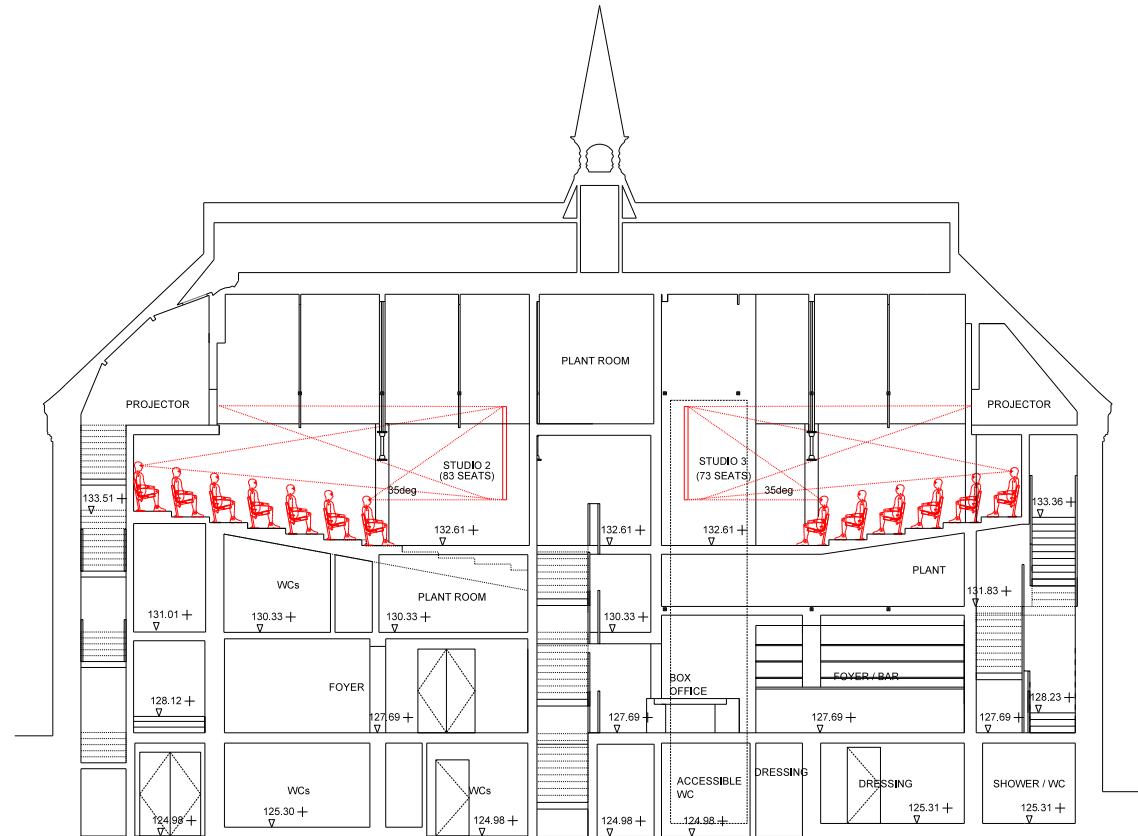 PLANT ROOM
PROJECTOR
PROJECTOR
STUDIO 2
(83 SEATS)
STUDIO 3
(73 SEATS)
35deg
35deg
133.51
133.36
132.61
132.61
132.61
PLANT
WCs
PLANT ROOM
131.83
131.01
130.33
130.33
130.33
FOYER
BOX
OFFICE
FOYER / BAR
128.12
128.23
127.69
127.69
127.69
127.69
DRESSING
ACCESSIBLE
WC
DRESSING
SHOWER / WC
WCs
WCs
125.30
125.31
125.31
124.98
124.98
124.98
124.98